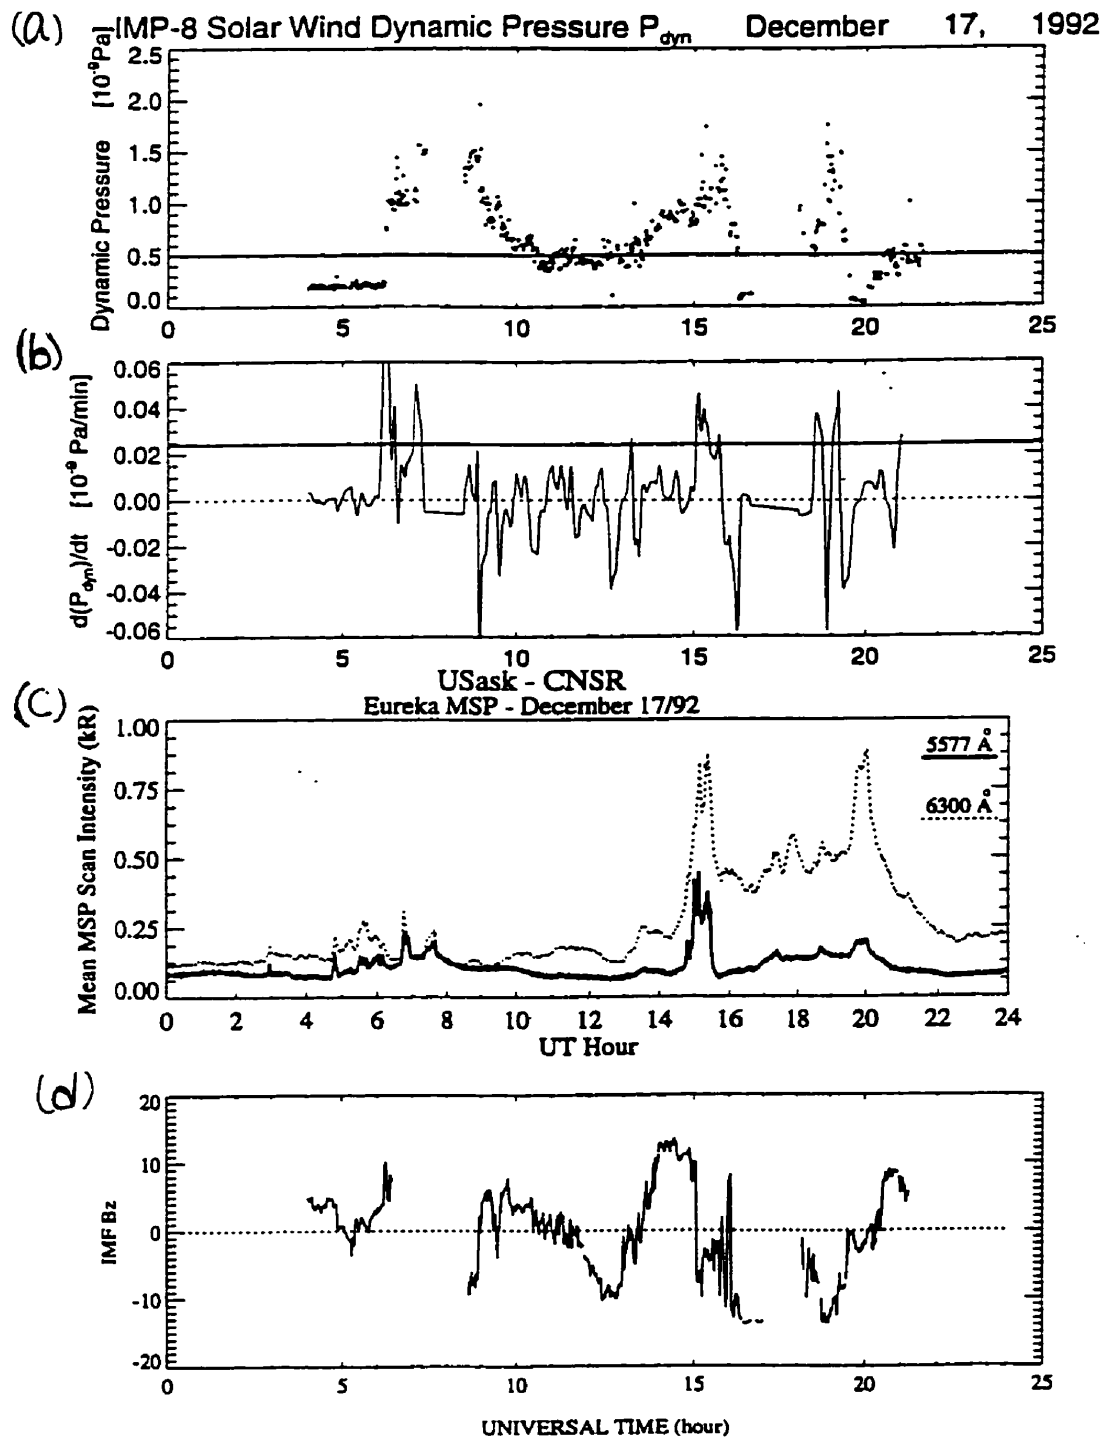 (a) IMP-8 Solar Wind Dynamic Pressure Pdyn December 17, 1992
Dynamic Pressure [10⁻⁹Pa]
2.5
2.0
1.5
1.0
0.5
0.0
0 5 10 15 20 25
(b)
d(Pdyn)/dt [10⁻⁹ Pa/min]
0.06
0.04
0.02
0.00
-0.02
-0.04
-0.06
0 5 10 15 20 25
USask - CNSR
(c)
Eureka MSP - December 17/92
Mean MSP Scan Intensity (kR)
1.00
0.75
0.50
0.25
0.00
5577 Å
6300 Å
0 2 4 6 8 10 12 14 16 18 20 22 24
UT Hour
(d)
IMF Bz
20
10
0
-10
-20
0 5 10 15 20 25
UNIVERSAL TIME (hour)